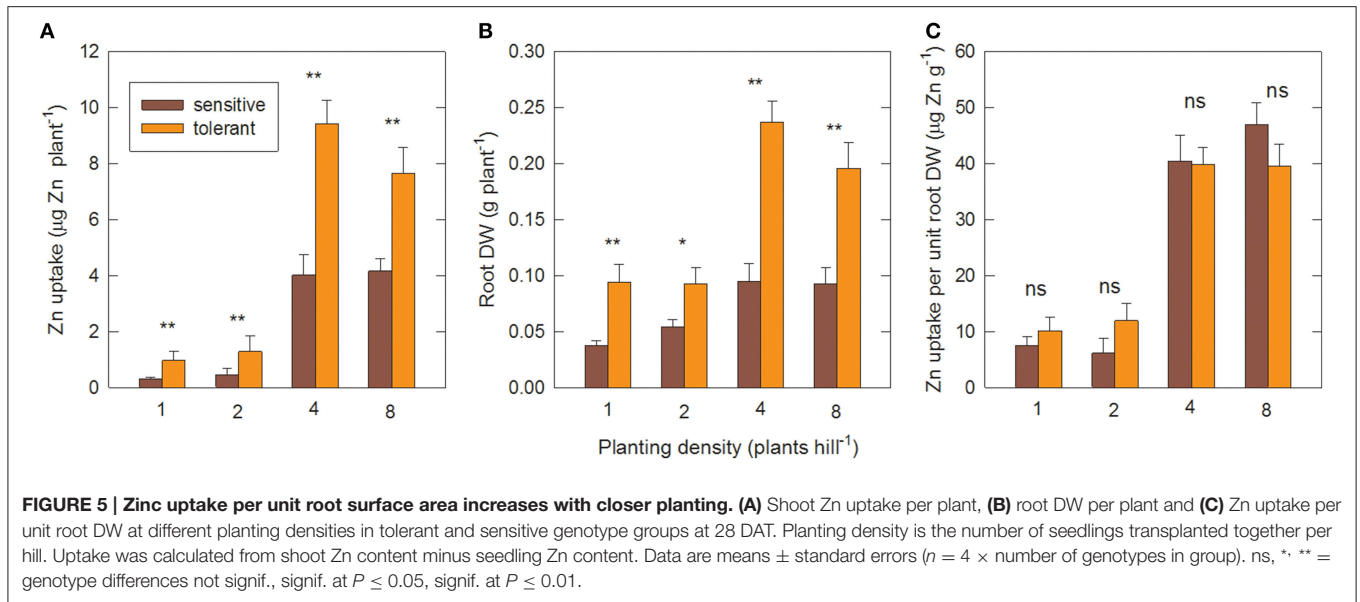 A
B
C
Zn uptake (µg Zn plant⁻¹)
12
10
8
6
4
2
0
sensitive
tolerant
**
**
**
**
1
2
4
8
Root DW (g plant⁻¹)
0.30
0.25
0.20
0.15
0.10
0.05
0.00
**
*
**
**
1
2
4
8
Planting density (plants hill⁻¹)
Zn uptake per unit root DW (µg Zn g⁻¹)
60
50
40
30
20
10
0
ns
ns
ns
ns
1
2
4
8
FIGURE 5 | Zinc uptake per unit root surface area increases with closer planting. (A) Shoot Zn uptake per plant, (B) root DW per plant and (C) Zn uptake per
unit root DW at different planting densities in tolerant and sensitive genotype groups at 28 DAT. Planting density is the number of seedlings transplanted together per
hill. Uptake was calculated from shoot Zn content minus seedling Zn content. Data are means ± standard errors (n = 4 × number of genotypes in group). ns, *, ** =
genotype differences not signif., signif. at P ≤ 0.05, signif. at P ≤ 0.01.